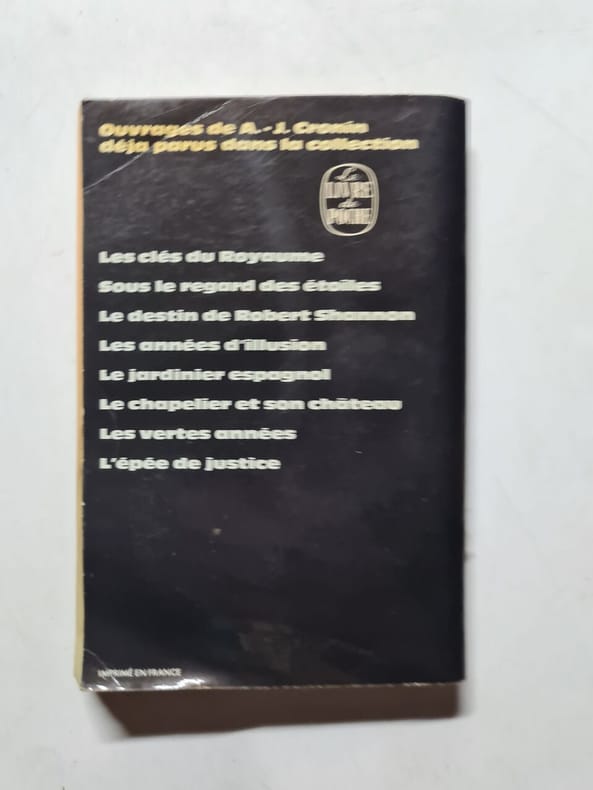 Ouvrages de A.-J. Cronin
déja parus dans la collection
Le
LIVRE
de
POCHE
Les clés du Royaume
Sous le regard des étoiles
Le destin de Robert Shannon
Les années d'illusion
Le jardinier espagnol
Le chapelier et son château
Les vertes années
L'épée de justice
IMPRIMÉ EN FRANCE